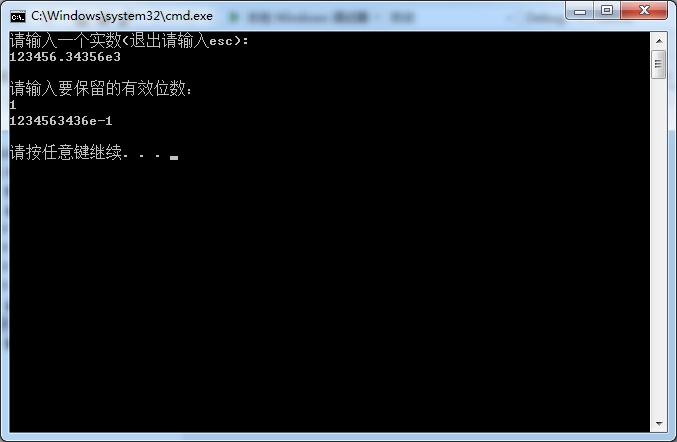 C:\Windows\system32\cmd.exe
请输入一个实数(退出请输入esc):
123456.34356e3
请输入要保留的有效位数:
1
1234563436e-1
请按任意键继续. . .